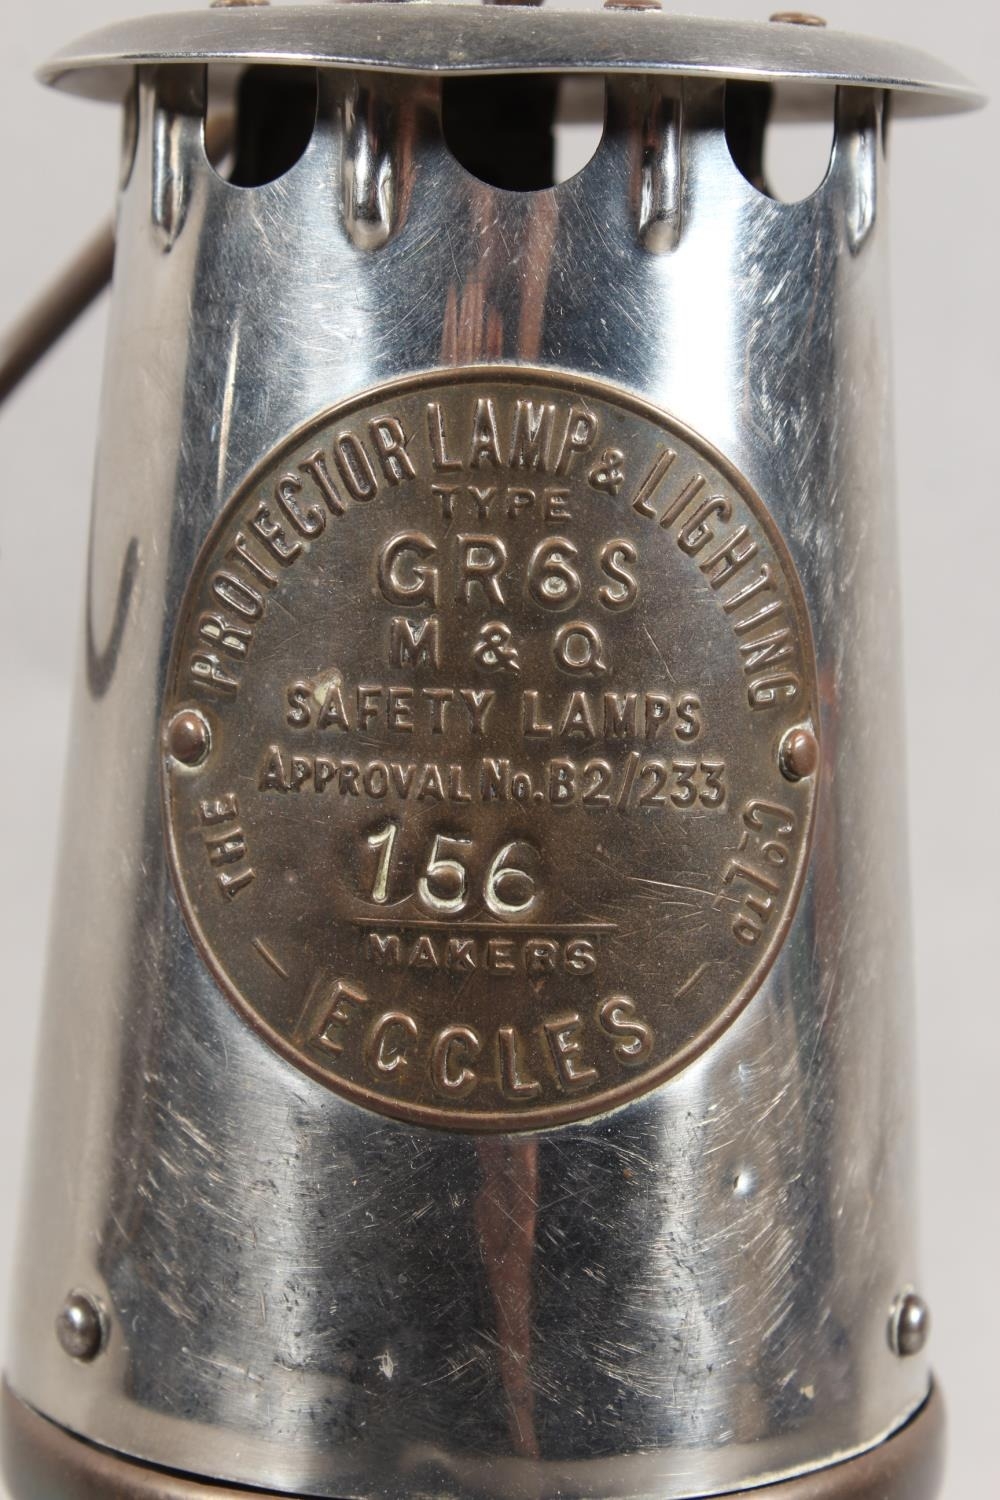 THE PROTECTOR LAMP & LIGHTING CO LTD
TYPE
GR6S
M & Q
SAFETY LAMPS
APPROVAL No. B2/233
156
MAKERS
ECCLES